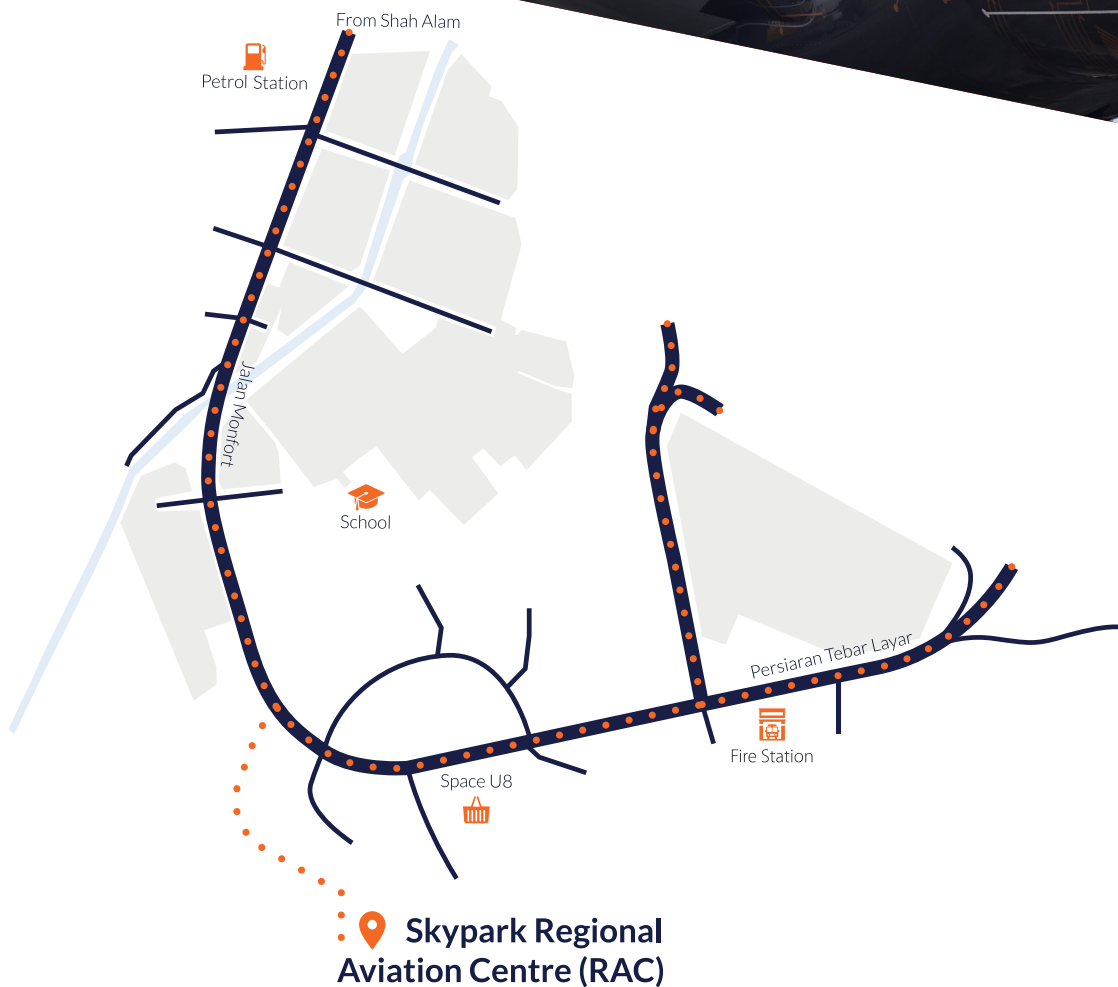 From Shah Alam
Petrol Station
Jalan Monfort
School
Persiaran Tebar Layar
Fire Station
Space U8
Skypark Regional
Aviation Centre (RAC)